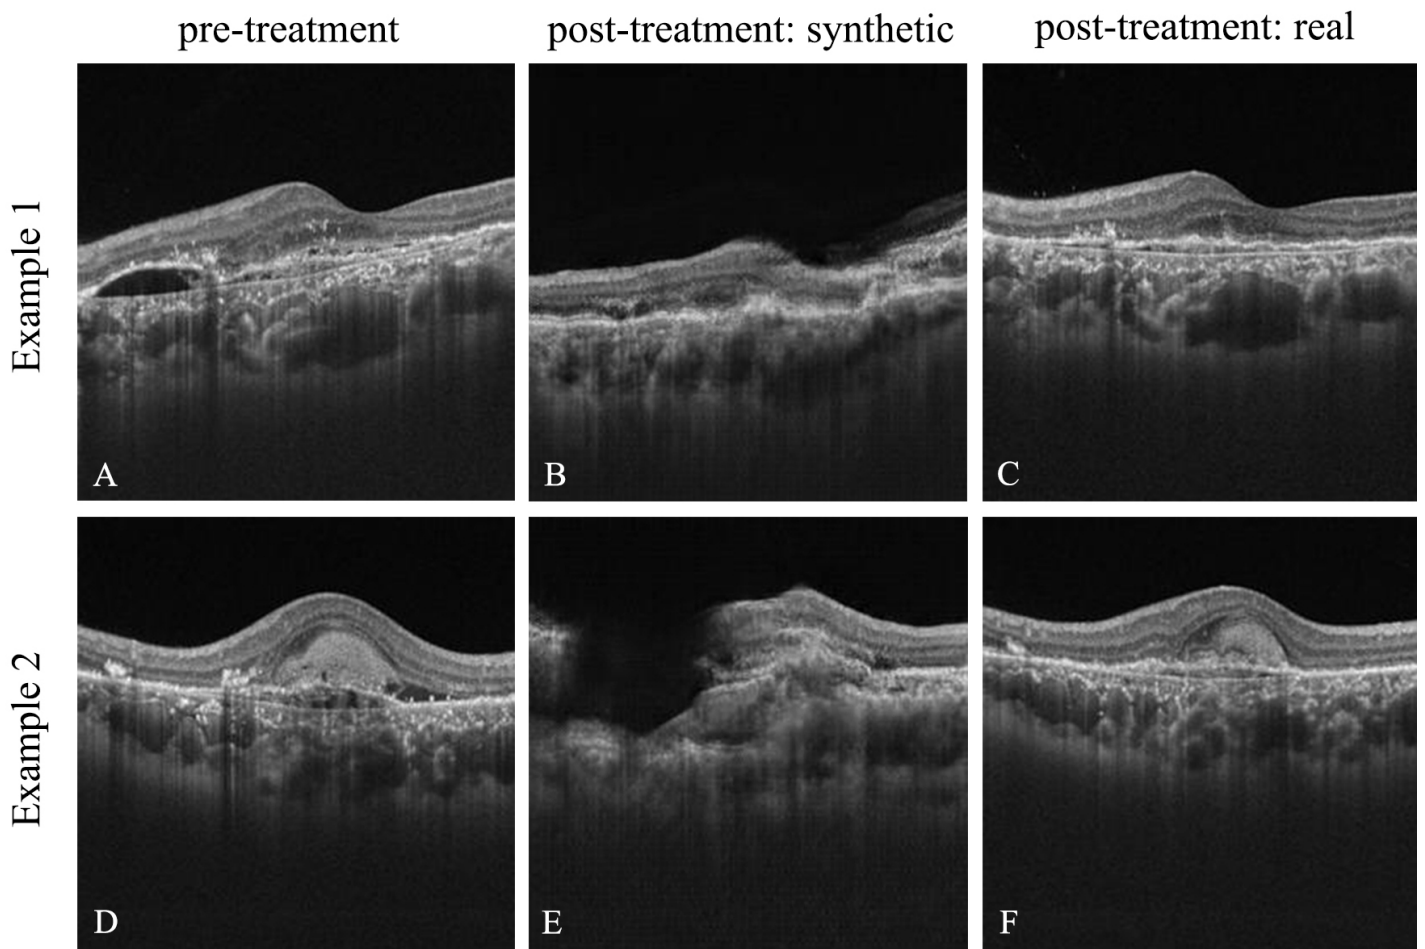 pre-treatment
post-treatment: synthetic
post-treatment: real
Example 1
A
B
C
Example 2
D
E
F